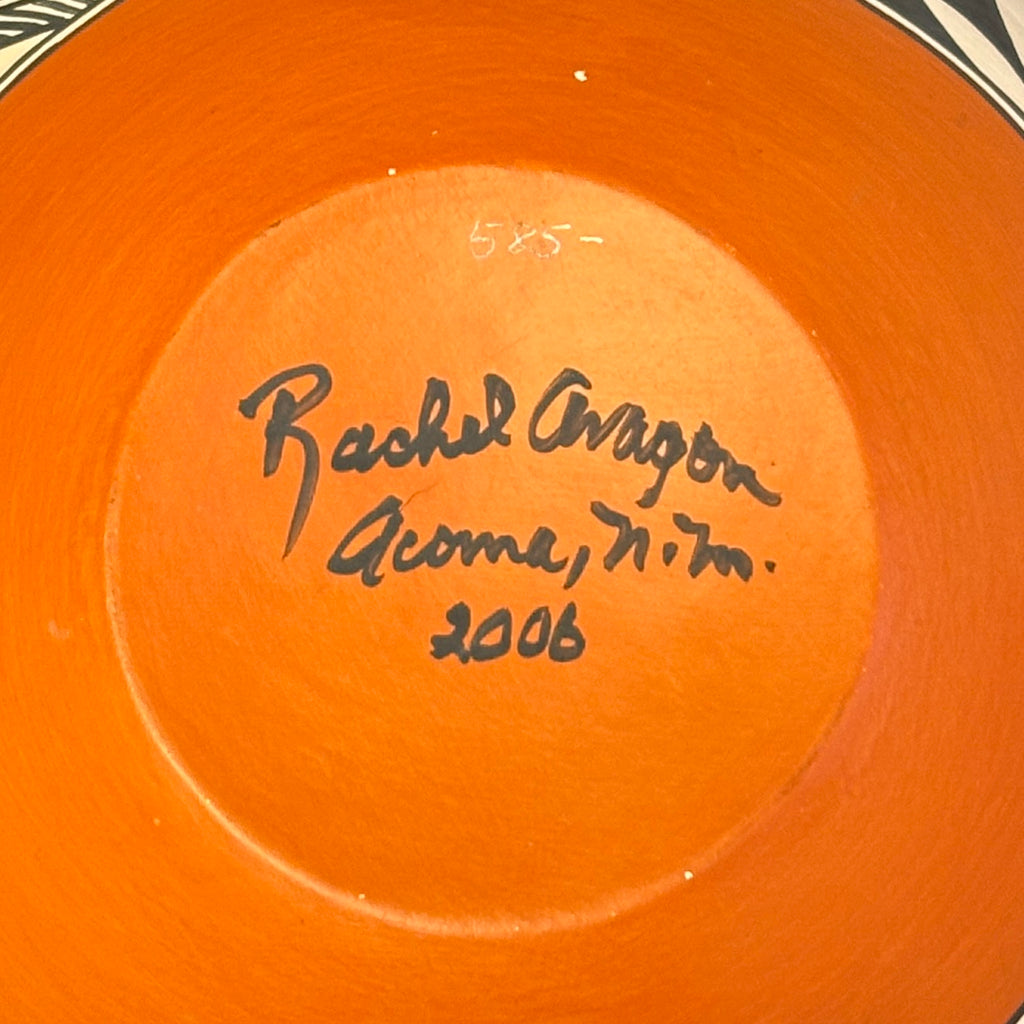 585-
Rachel Aragon
Acoma, N.M.
2006